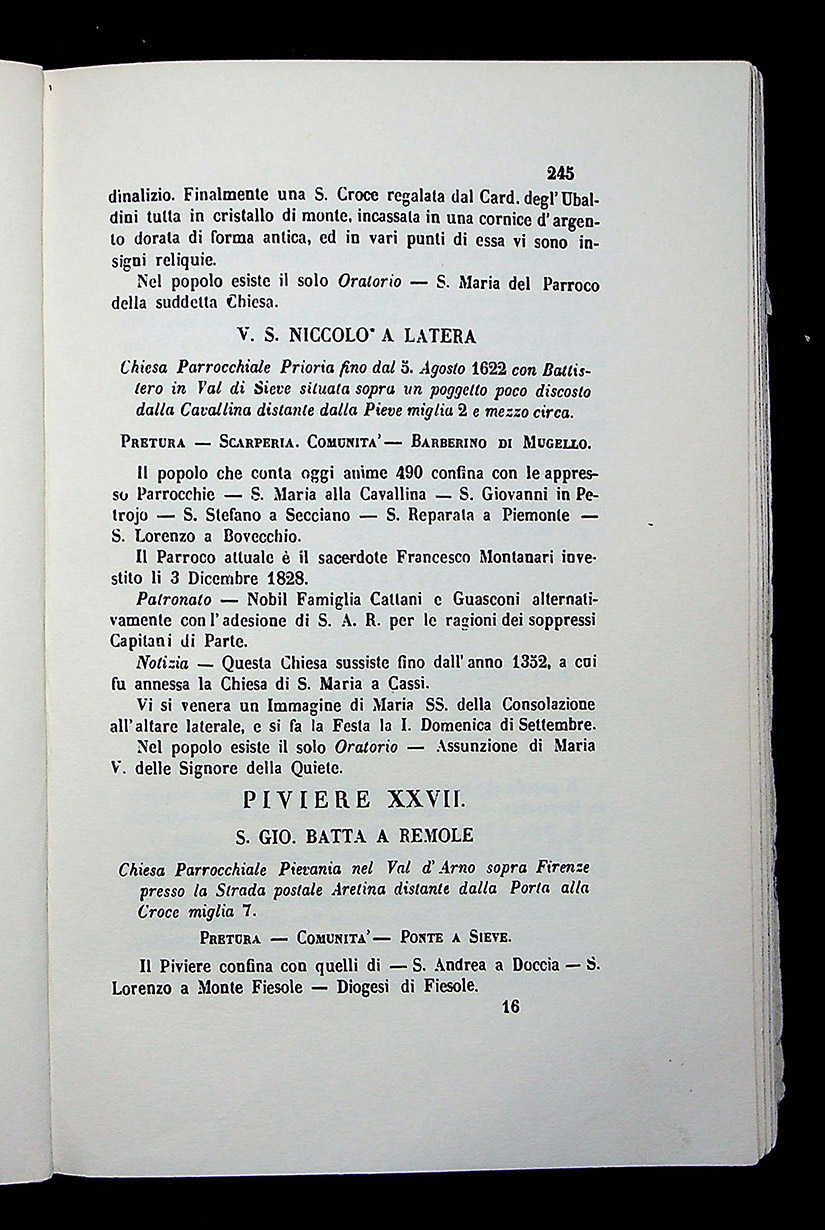 245
dinalizio. Finalmente una S. Croce regalata dal Card. degl' Ubal-
dini tutta in cristallo di monte, incassata in una cornice d' argen-
to dorata di forma antica, ed in vari punti di essa vi sono in-
signi reliquie.
Nel popolo esiste il solo Oratorio — S. Maria del Parroco
della suddetta Chiesa.
V. S. NICCOLO' A LATERA
Chiesa Parrocchiale Prioria fino dal 5. Agosto 1622 con Battis-
tero in Val di Sieve situata sopra un poggetto poco discosto
dalla Cavallina distante dalla Pieve miglia 2 e mezzo circa.
PRETURA — SCARPERIA. COMUNITA' — BARBERINO DI MUGELLO.
Il popolo che conta oggi anime 490 confina con le appres-
so Parrocchie — S. Maria alla Cavallina — S. Giovanni in Pe-
trojo — S. Stefano a Secciano — S. Reparata a Piemonte —
S. Lorenzo a Bovecchio.
Il Parroco attuale è il sacerdote Francesco Montanari inve-
stito li 3 Dicembre 1828.
Patronato — Nobil Famiglia Cattani e Guasconi alternati-
vamente con l' adesione di S. A. R. per le ragioni dei soppressi
Capitani di Parte.
Notizia — Questa Chiesa sussiste fino dall' anno 1352, a cui
fu annessa la Chiesa di S. Maria a Cassi.
Vi si venera un Immagine di Maria SS. della Consolazione
all' altare laterale, e si fa la Festa la I. Domenica di Settembre.
Nel popolo esiste il solo Oratorio — Assunzione di Maria
V. delle Signore della Quiete.
PIVIERE XXVII.
S. GIO. BATTA A REMOLE
Chiesa Parrocchiale Pievania nel Val d' Arno sopra Firenze
presso la Strada postale Aretina distante dalla Porta alla
Croce miglia 7.
PRETURA — COMUNITA' — PONTE A SIEVE.
Il Piviere confina con quelli di — S. Andrea a Doccia — S.
Lorenzo a Monte Fiesole — Diogesi di Fiesole.
16